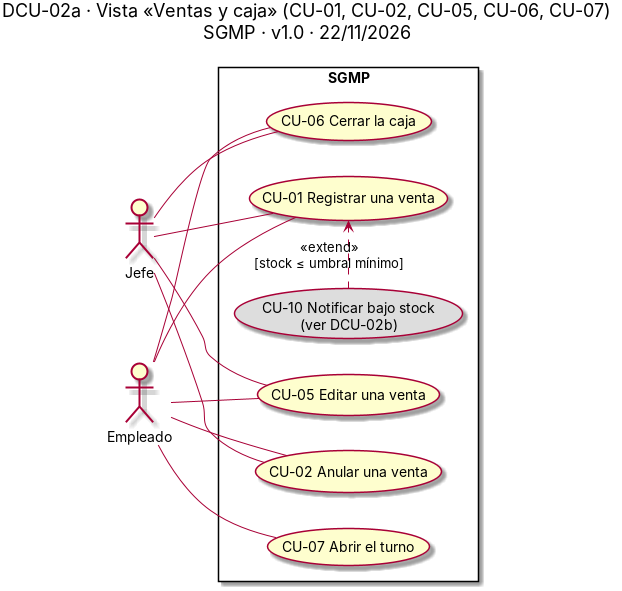 DCU-02a · Vista «Ventas y caja» (CU-01, CU-02, CU-05, CU-06, CU-07)
SGMP · v1.0 · 22/11/2026
SGMP
CU-06 Cerrar la caja
CU-01 Registrar una venta
«extend»
[stock ≤ umbral mínimo]
Jefe
CU-10 Notificar bajo stock
(ver DCU-02b)
CU-05 Editar una venta
Empleado
CU-02 Anular una venta
CU-07 Abrir el turno